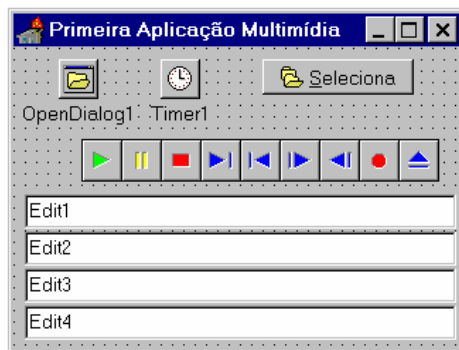 Primeira Aplicação Multimídia
Seleciona
OpenDialog1 Timer1
Edit1
Edit2
Edit3
Edit4